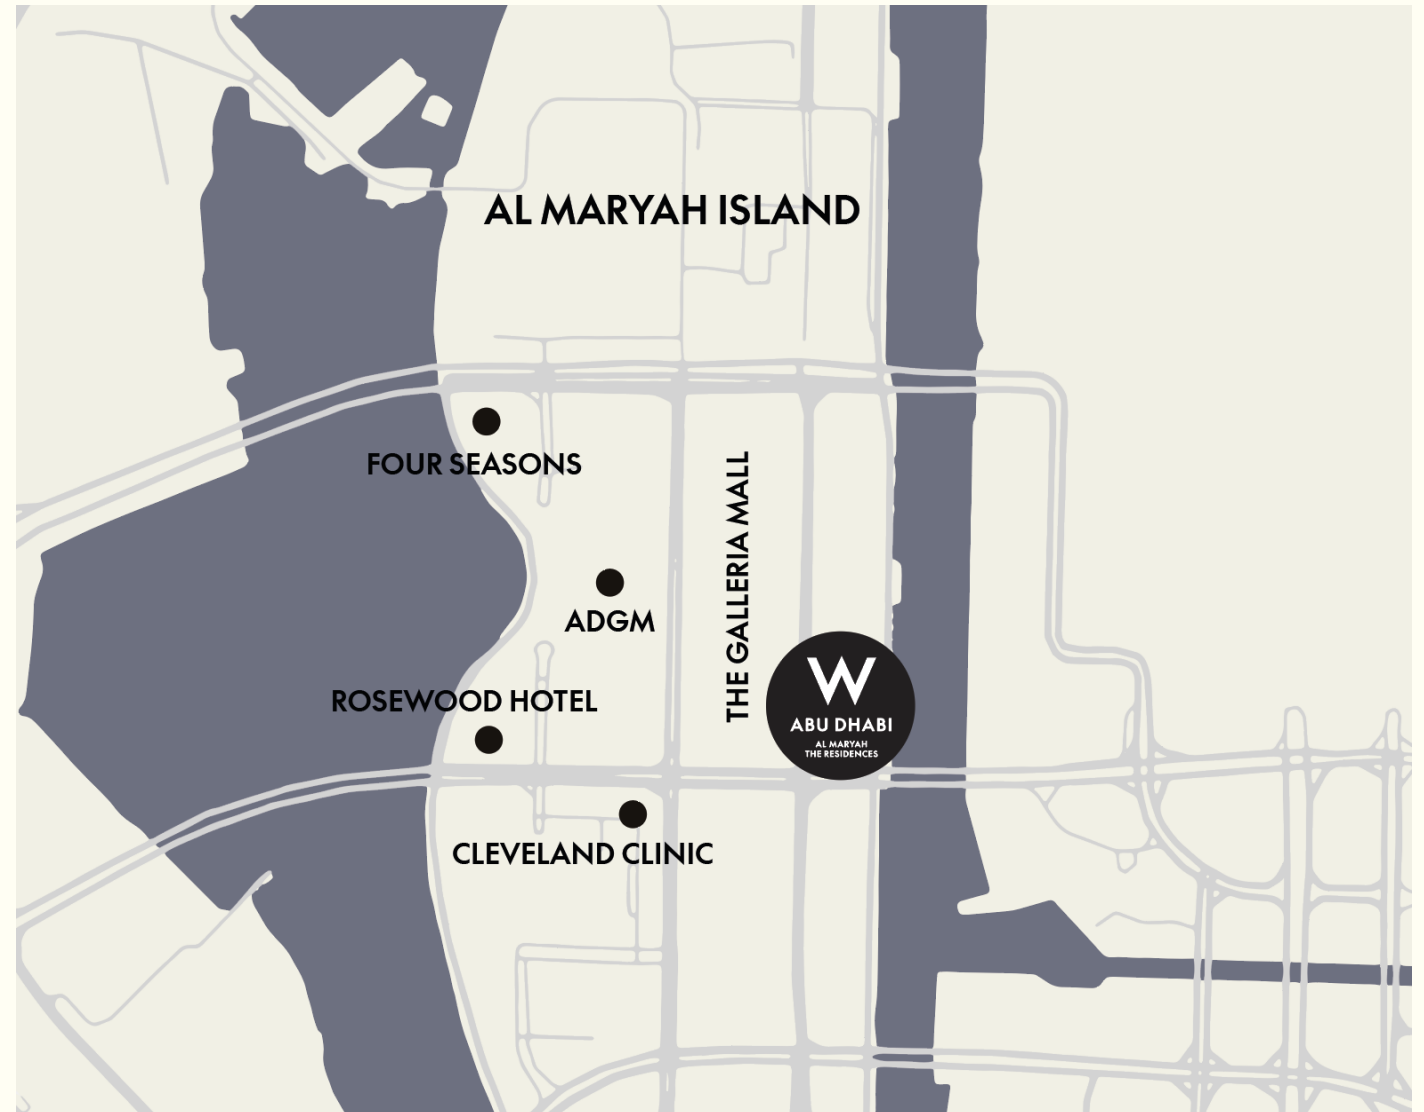 AL MARYAH ISLAND
FOUR SEASONS
THE GALLERIA MALL
ADGM
ROSEWOOD HOTEL
W
ABU DHABI
AL MARYAH
THE RESIDENCES
CLEVELAND CLINIC